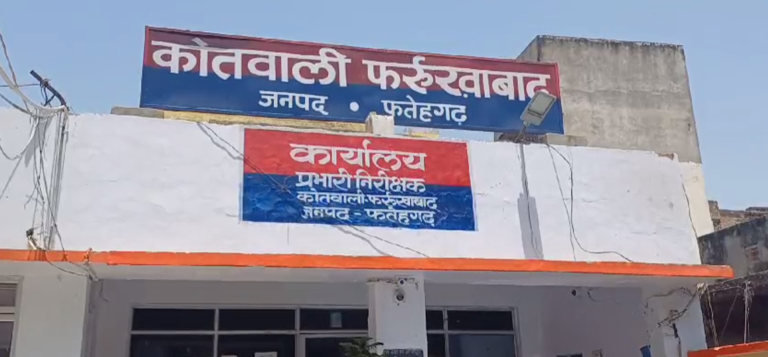 कोतवाली फर्रुखाबाद
जनपद • फतेहगढ़
कार्यालय
प्रभारी निरीक्षक
कोतवाली-फर्रुखाबाद
जनपद - फतेहगढ़